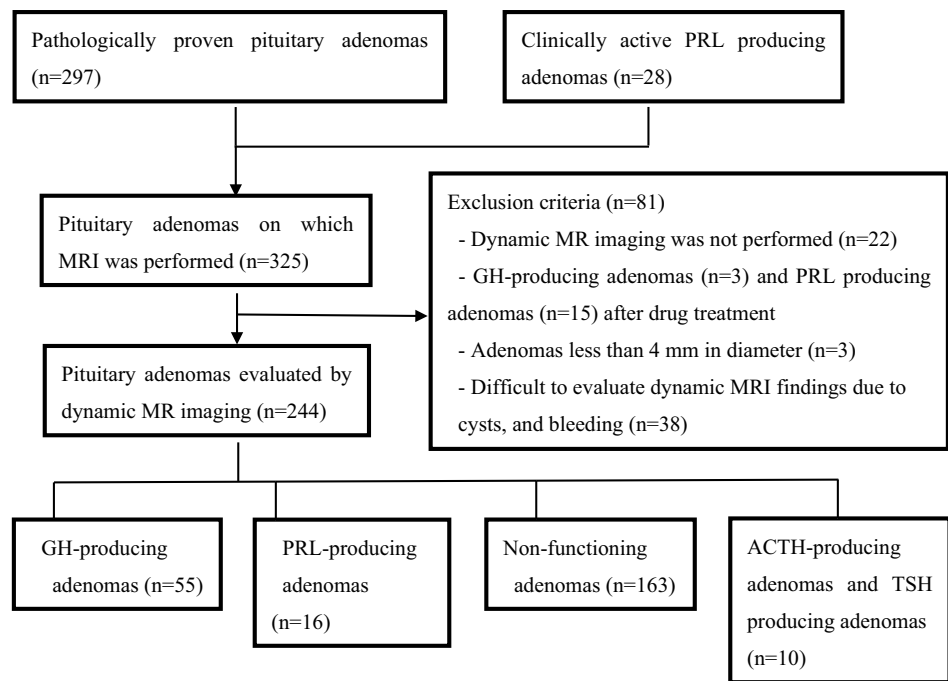 Pathologically proven pituitary adenomas
(n=297)
Clinically active PRL producing
adenomas (n=28)
Pituitary adenomas on which
MRI was performed (n=325)
Exclusion criteria (n=81)
- Dynamic MR imaging was not performed (n=22)
- GH-producing adenomas (n=3) and PRL producing
adenomas (n=15) after drug treatment
- Adenomas less than 4 mm in diameter (n=3)
- Difficult to evaluate dynamic MRI findings due to
cysts, and bleeding (n=38)
Pituitary adenomas evaluated by
dynamic MR imaging (n=244)
GH-producing
adenomas (n=55)
PRL-producing
adenomas
(n=16)
Non-functioning
adenomas (n=163)
ACTH-producing
adenomas and TSH
producing adenomas
(n=10)